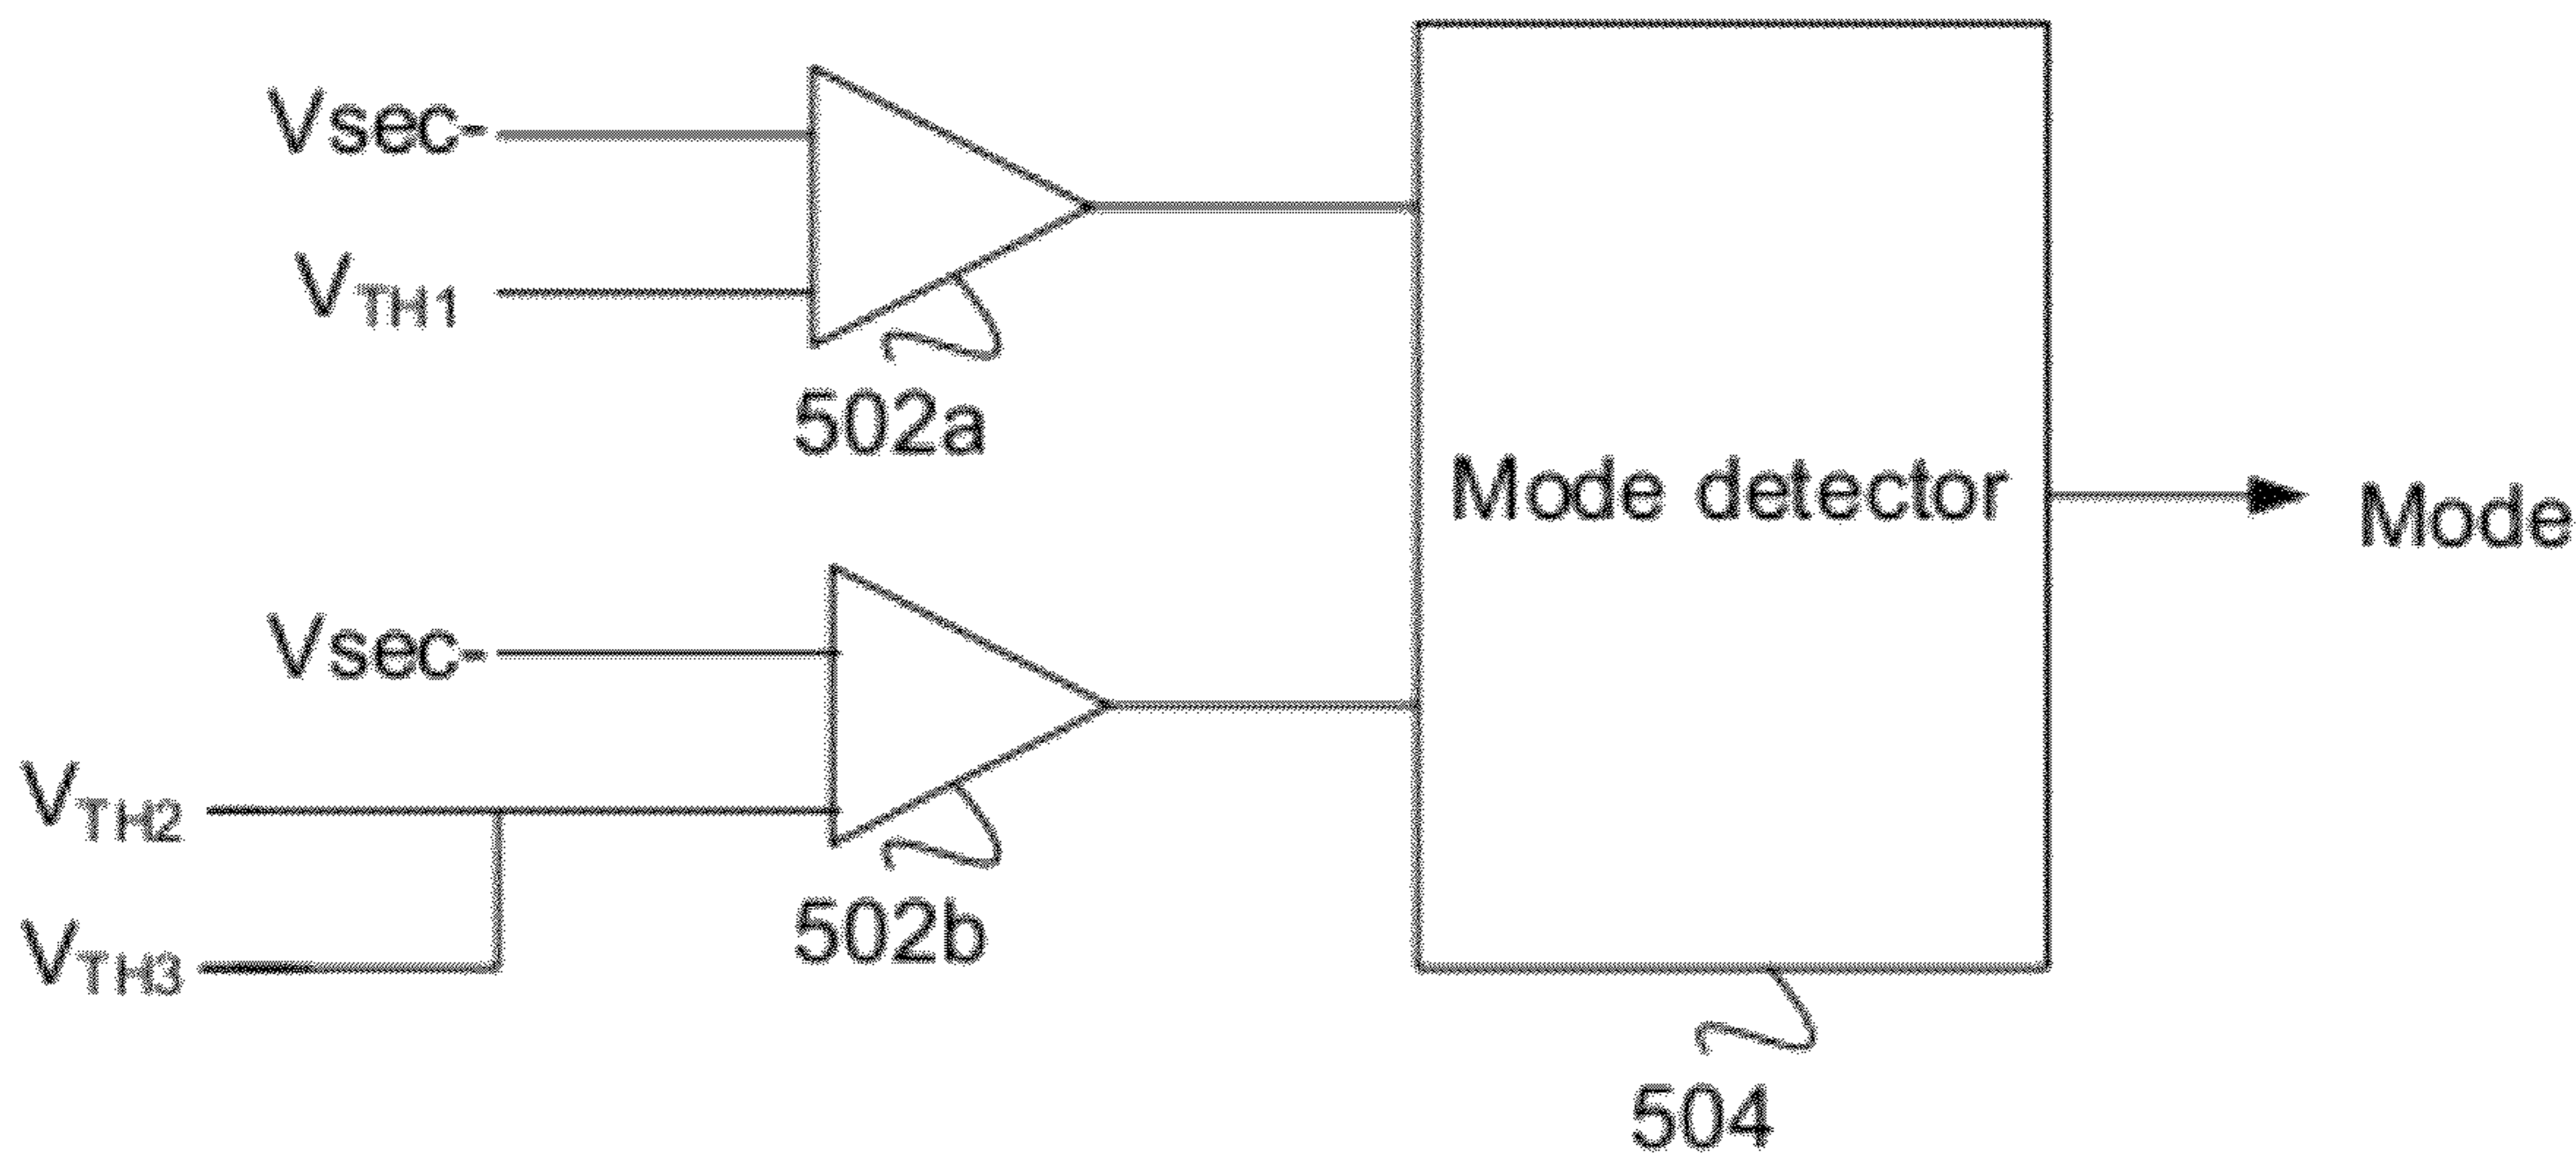 Vsec-
VTH1
502a
Mode detector
Mode
Vsec-
VTH2
502b
VTH3
504